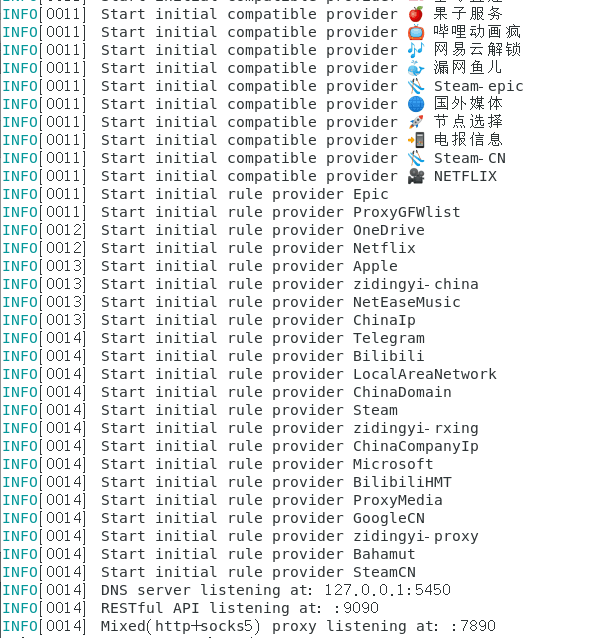 INFO[0011] Start initial compatible provider 🍎 果子服务
INFO[0011] Start initial compatible provider 📺 哔哩动画疯
INFO[0011] Start initial compatible provider 🎶 网易云解锁
INFO[0011] Start initial compatible provider 🐳 漏网鱼儿
INFO[0011] Start initial compatible provider Steam-epic
INFO[0011] Start initial compatible provider 🌐 国外媒体
INFO[0011] Start initial compatible provider 🚀 节点选择
INFO[0011] Start initial compatible provider 📲 电报信息
INFO[0011] Start initial compatible provider Steam-CN
INFO[0011] Start initial compatible provider 🎥 NETFLIX
INFO[0011] Start initial rule provider Epic
INFO[0011] Start initial rule provider ProxyGFWlist
INFO[0012] Start initial rule provider OneDrive
INFO[0012] Start initial rule provider Netflix
INFO[0013] Start initial rule provider Apple
INFO[0013] Start initial rule provider zidingyi-china
INFO[0013] Start initial rule provider NetEaseMusic
INFO[0013] Start initial rule provider ChinaIp
INFO[0014] Start initial rule provider Telegram
INFO[0014] Start initial rule provider Bilibili
INFO[0014] Start initial rule provider LocalAreaNetwork
INFO[0014] Start initial rule provider ChinaDomain
INFO[0014] Start initial rule provider Steam
INFO[0014] Start initial rule provider zidingyi-rxing
INFO[0014] Start initial rule provider ChinaCompanyIp
INFO[0014] Start initial rule provider Microsoft
INFO[0014] Start initial rule provider BilibiliHMT
INFO[0014] Start initial rule provider ProxyMedia
INFO[0014] Start initial rule provider GoogleCN
INFO[0014] Start initial rule provider zidingyi-proxy
INFO[0014] Start initial rule provider Bahamut
INFO[0014] Start initial rule provider SteamCN
INFO[0014] DNS server listening at: 127.0.0.1:5450
INFO[0014] RESTful API listening at: :9090
INFO[0014] Mixed(http+socks5) proxy listening at: :7890